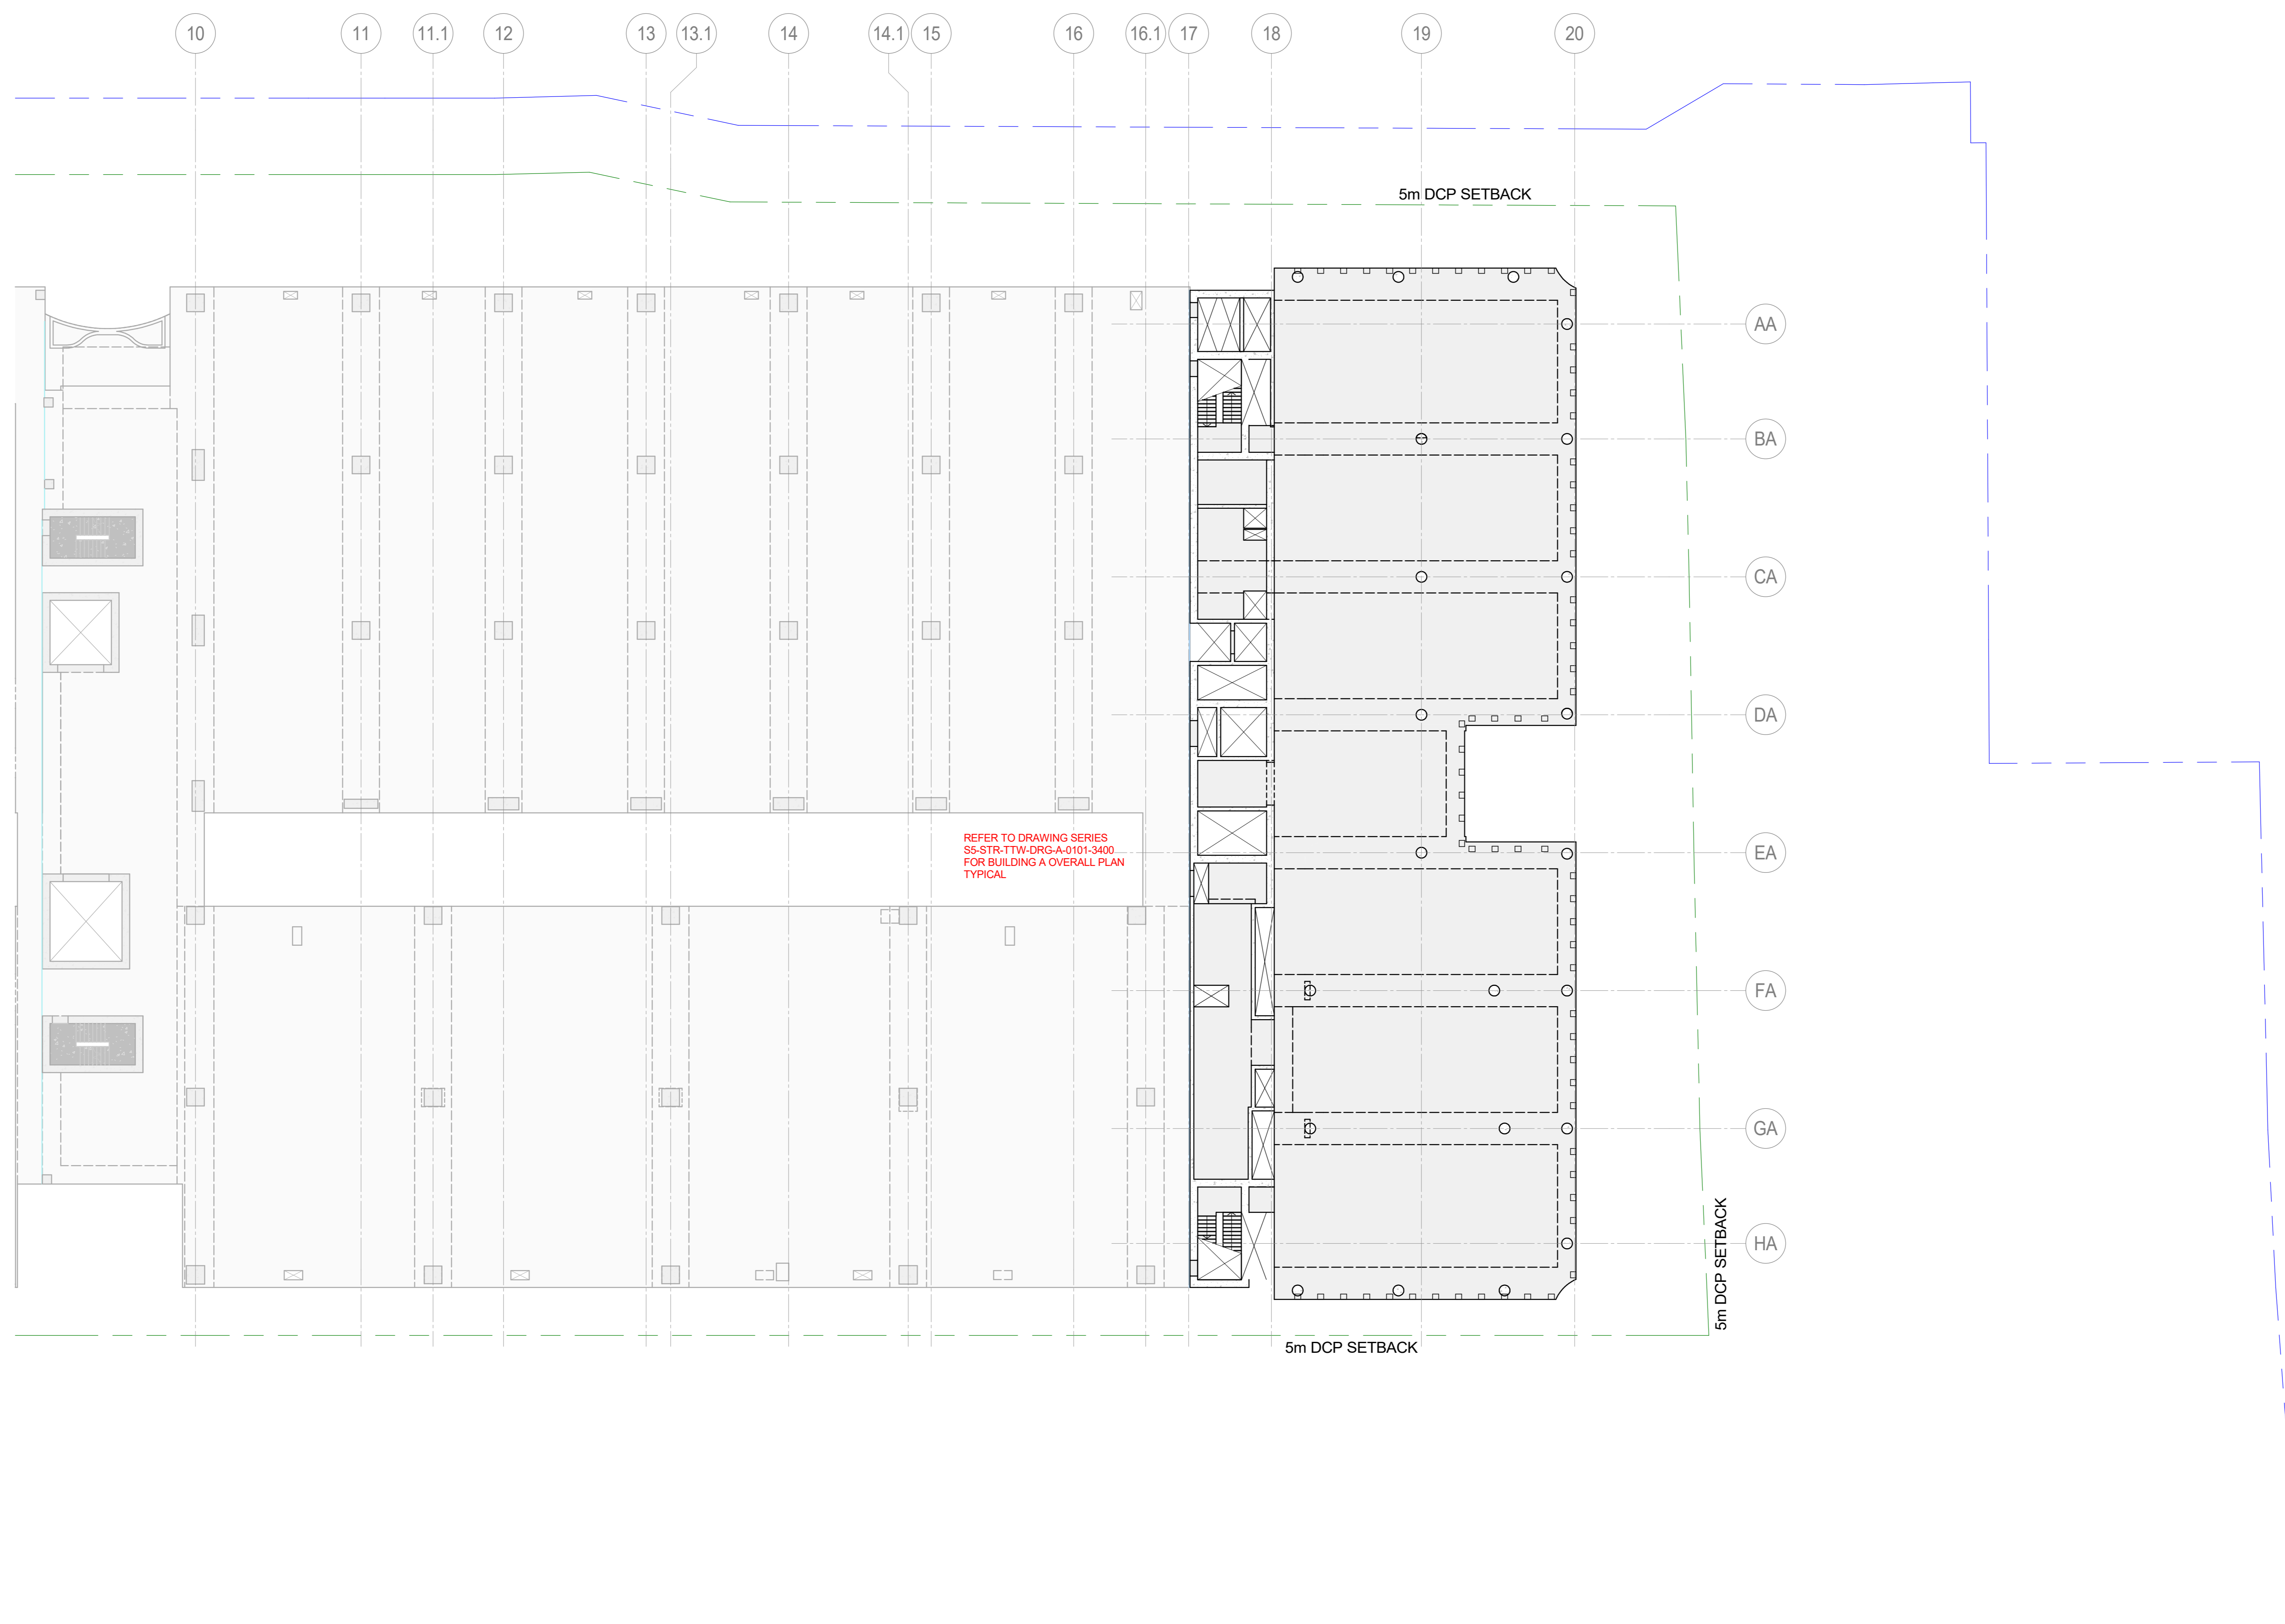 10
11
11.1
12
13
13.1
14
14.1
15
16
16.1
17
18
19
20
5m DCP SETBACK
AA
BA
CA
DA
REFER TO DRAWING SERIES
S5-STR-TTW-DRG-A-0101-3400
FOR BUILDING A OVERALL PLAN
TYPICAL
EA
FA
GA
HA
5m DCP SETBACK
5m DCP SETBACK